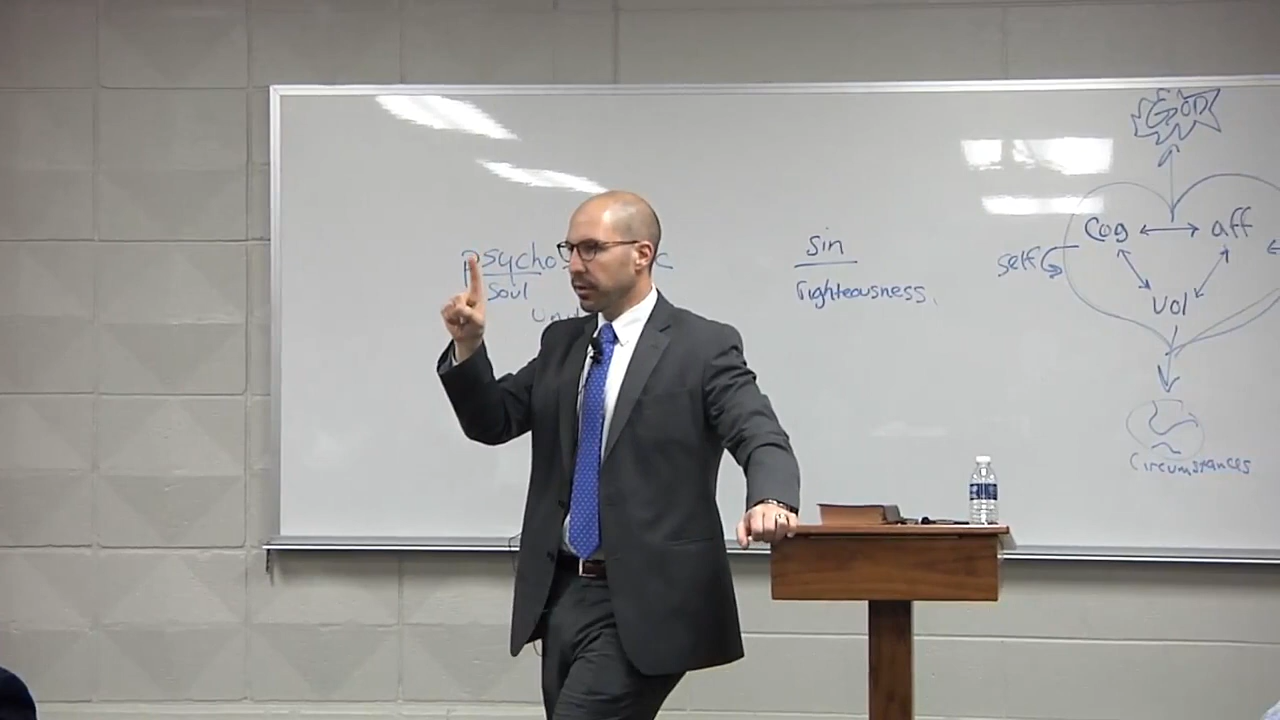 Soul
sin
righteousness.
GOD
Cog
aff
self
vol
Circumstances